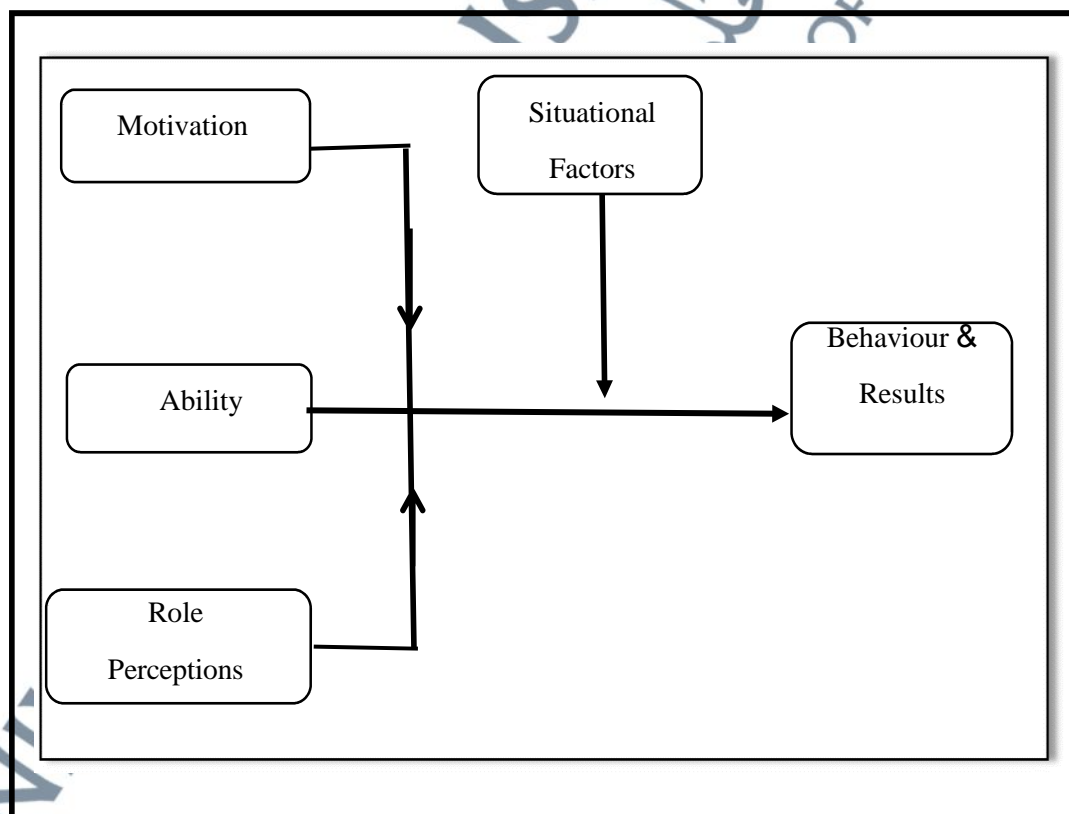 Motivation
Situational
Factors
Behaviour &
Results
Ability
Role
Perceptions